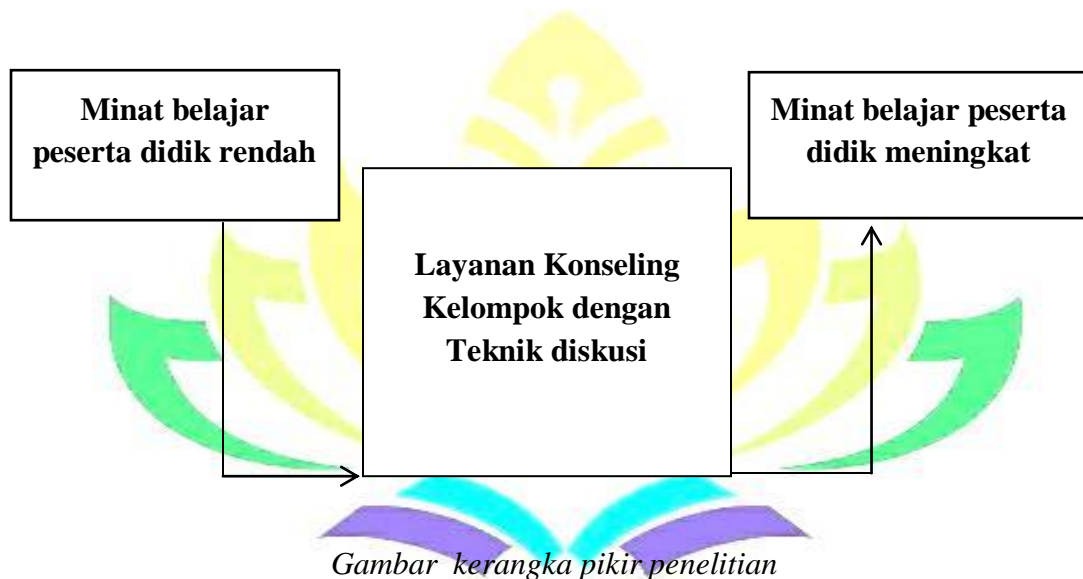 Minat belajar
peserta didik rendah
Layanan Konseling
Kelompok dengan
Teknik diskusi
Minat belajar peserta
didik meningkat
Gambar kerangka pikir penelitian